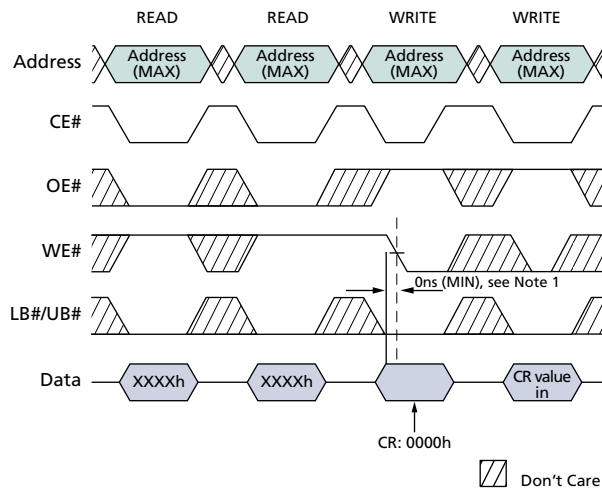 READ READ WRITE WRITE
Address Address (MAX) Address (MAX) Address (MAX) Address (MAX)
CE#
OE#
WE#
0ns (MIN), see Note 1
LB#/UB#
Data XXXXh XXXXh CR value in
CR: 0000h
Don't Care